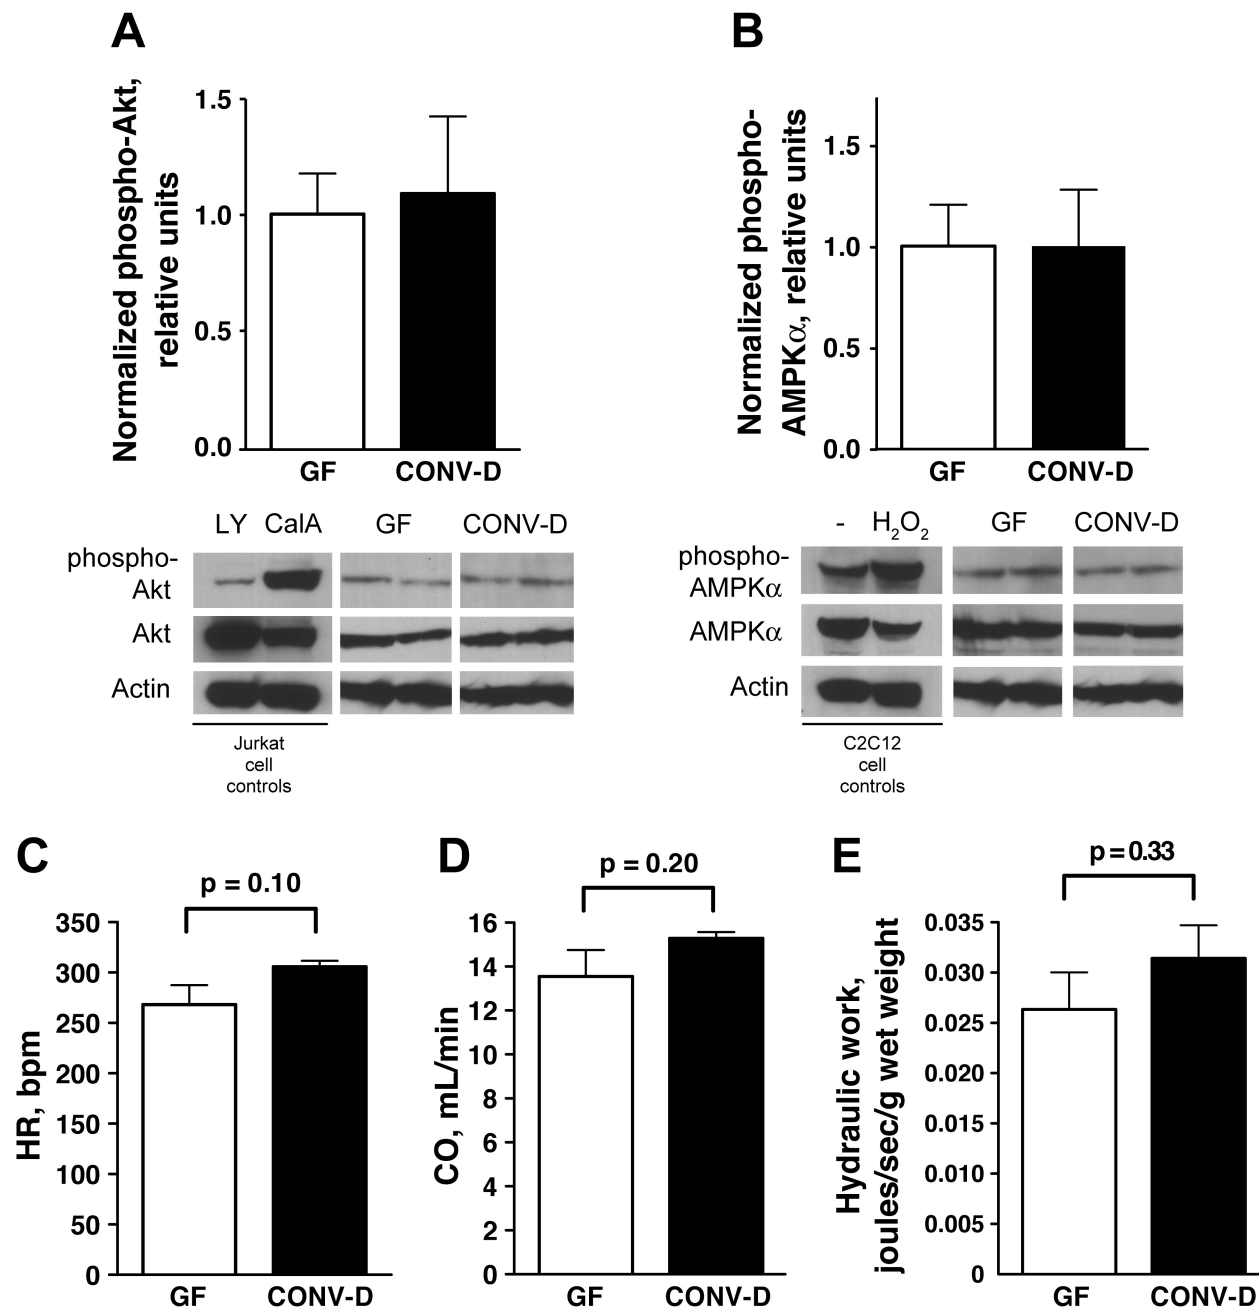 A
Normalized phospho-Akt,
relative units
1.5
1.0
0.5
0.0
GF CONV-D
LY CalA GF CONV-D
phospho-
Akt
Akt
Actin
Jurkat
cell
controls
B
Normalized phospho-
AMPKα, relative units
1.5
1.0
0.5
0.0
GF CONV-D
- H₂O₂ GF CONV-D
phospho-
AMPKα
AMPKα
Actin
C2C12
cell
controls
C
p = 0.10
HR, bpm
350
300
250
200
150
100
50
0
GF CONV-D
D
p = 0.20
CO, mL/min
16
14
12
10
8
6
4
2
0
GF CONV-D
E
p = 0.33
Hydraulic work,
joules/sec/g wet weight
0.035
0.030
0.025
0.020
0.015
0.010
0.005
0
GF CONV-D